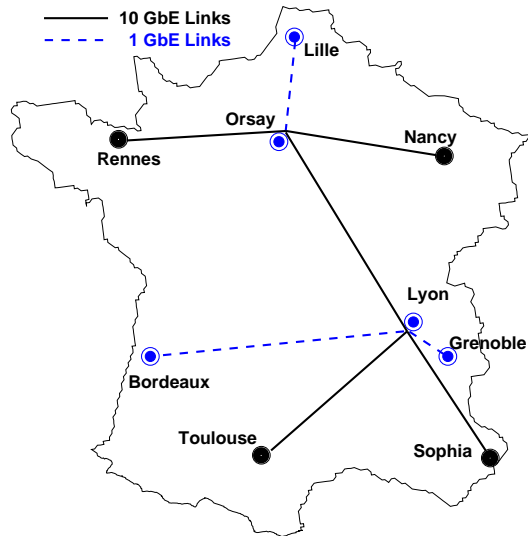 10 GbE Links
1 GbE Links
Lille
Orsay
Nancy
Rennes
Lyon
Grenoble
Bordeaux
Toulouse
Sophia